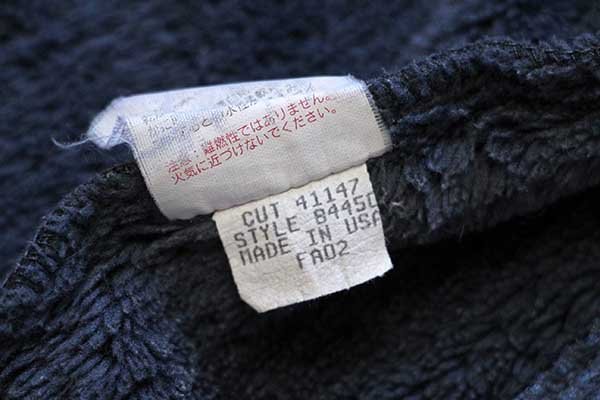 注意：難燃性ではありません。
火気に近づけないでください。
CUT 41147
STYLE 8445
MADE IN USA
FA02